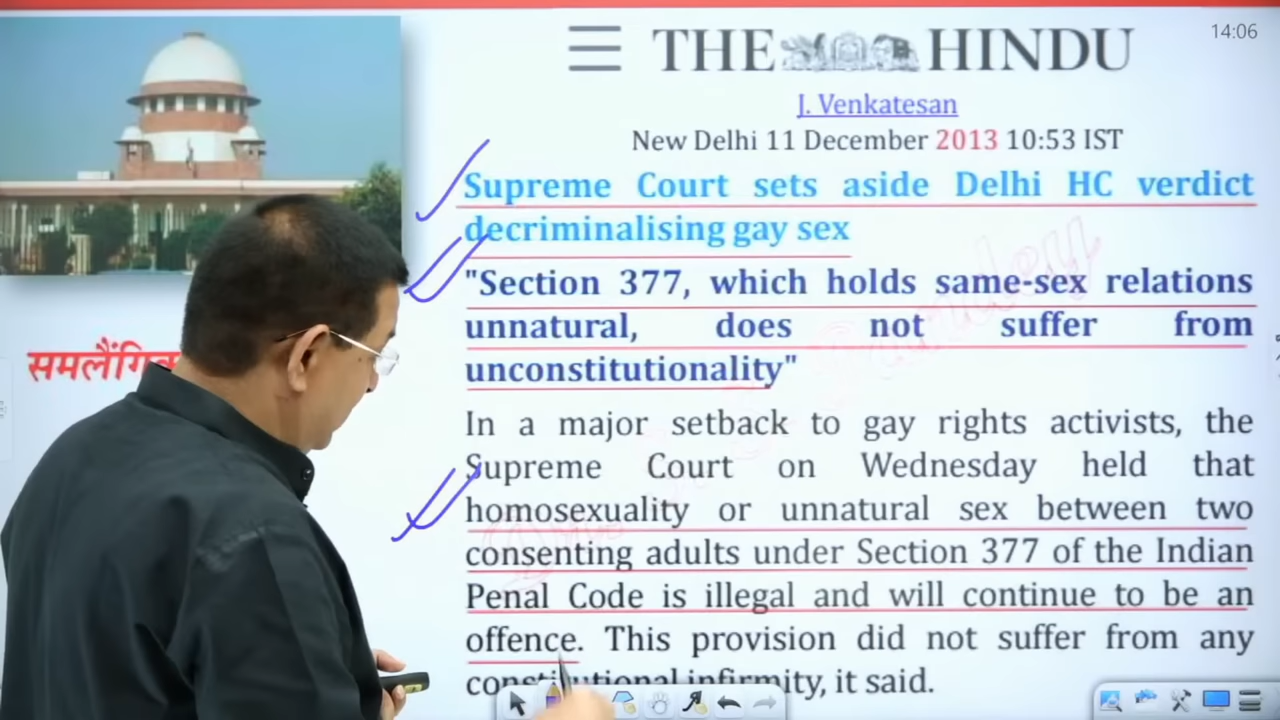 14:06
THE HINDU
J. Venkatesan
New Delhi 11 December 2013 10:53 IST
Supreme Court sets aside Delhi HC verdict
decriminalising gay sex
"Section 377, which holds same-sex relations
unnatural, does not suffer from
unconstitutionality"
In a major setback to gay rights activists, the
Supreme Court on Wednesday held that
homosexuality or unnatural sex between two
consenting adults under Section 377 of the Indian
Penal Code is illegal and will continue to be an
offence. This provision did not suffer from any
constitutional infirmity, it said.